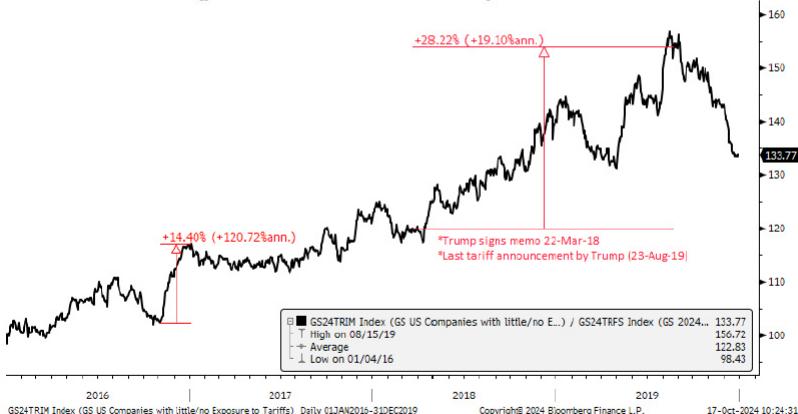 160
+28.22% (+19.10%ann.)
150
140
133.77
130
+14.40% (+120.72%ann.)
120
*Trump signs memo 22-Mar-18
*Last tariff announcement by Trump (23-Aug-19)
110
GS24TRIM Index (GS US Companies with little/no E...) / GS24TRFS Index (GS 2024... 133.77
High on 08/15/19 156.72
Average 122.83
Low on 01/04/16 98.43
100
2016 2017 2018 2019
GS24TRIM Index (GS US Companies with little/no Exposure to Tariffs) Daily 01JAN2016-31DEC2019 Copyright© 2024 Bloomberg Finance L.P. 17-Oct-2024 10:24:31